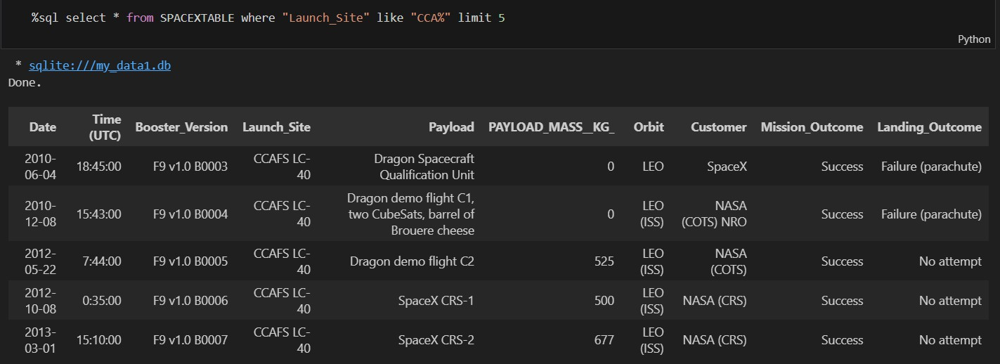 %sql select * from SPACEXTABLE where "Launch_Site" like "CCA%" limit 5
Python
* sqlite:///my_data1.db
Done.
Date Time (UTC) Booster_Version Launch_Site Payload PAYLOAD_MASS__KG_ Orbit Customer Mission_Outcome Landing_Outcome
2010-06-04 18:45:00 F9 v1.0 B0003 CCAFS LC-40 Dragon Spacecraft Qualification Unit 0 LEO SpaceX Success Failure (parachute)
2010-12-08 15:43:00 F9 v1.0 B0004 CCAFS LC-40 Dragon demo flight C1, two CubeSats, barrel of Brouere cheese 0 LEO (ISS) NASA (COTS) NRO Success Failure (parachute)
2012-05-22 7:44:00 F9 v1.0 B0005 CCAFS LC-40 Dragon demo flight C2 525 LEO (ISS) NASA (COTS) Success No attempt
2012-10-08 0:35:00 F9 v1.0 B0006 CCAFS LC-40 SpaceX CRS-1 500 LEO (ISS) NASA (CRS) Success No attempt
2013-03-01 15:10:00 F9 v1.0 B0007 CCAFS LC-40 SpaceX CRS-2 677 LEO (ISS) NASA (CRS) Success No attempt